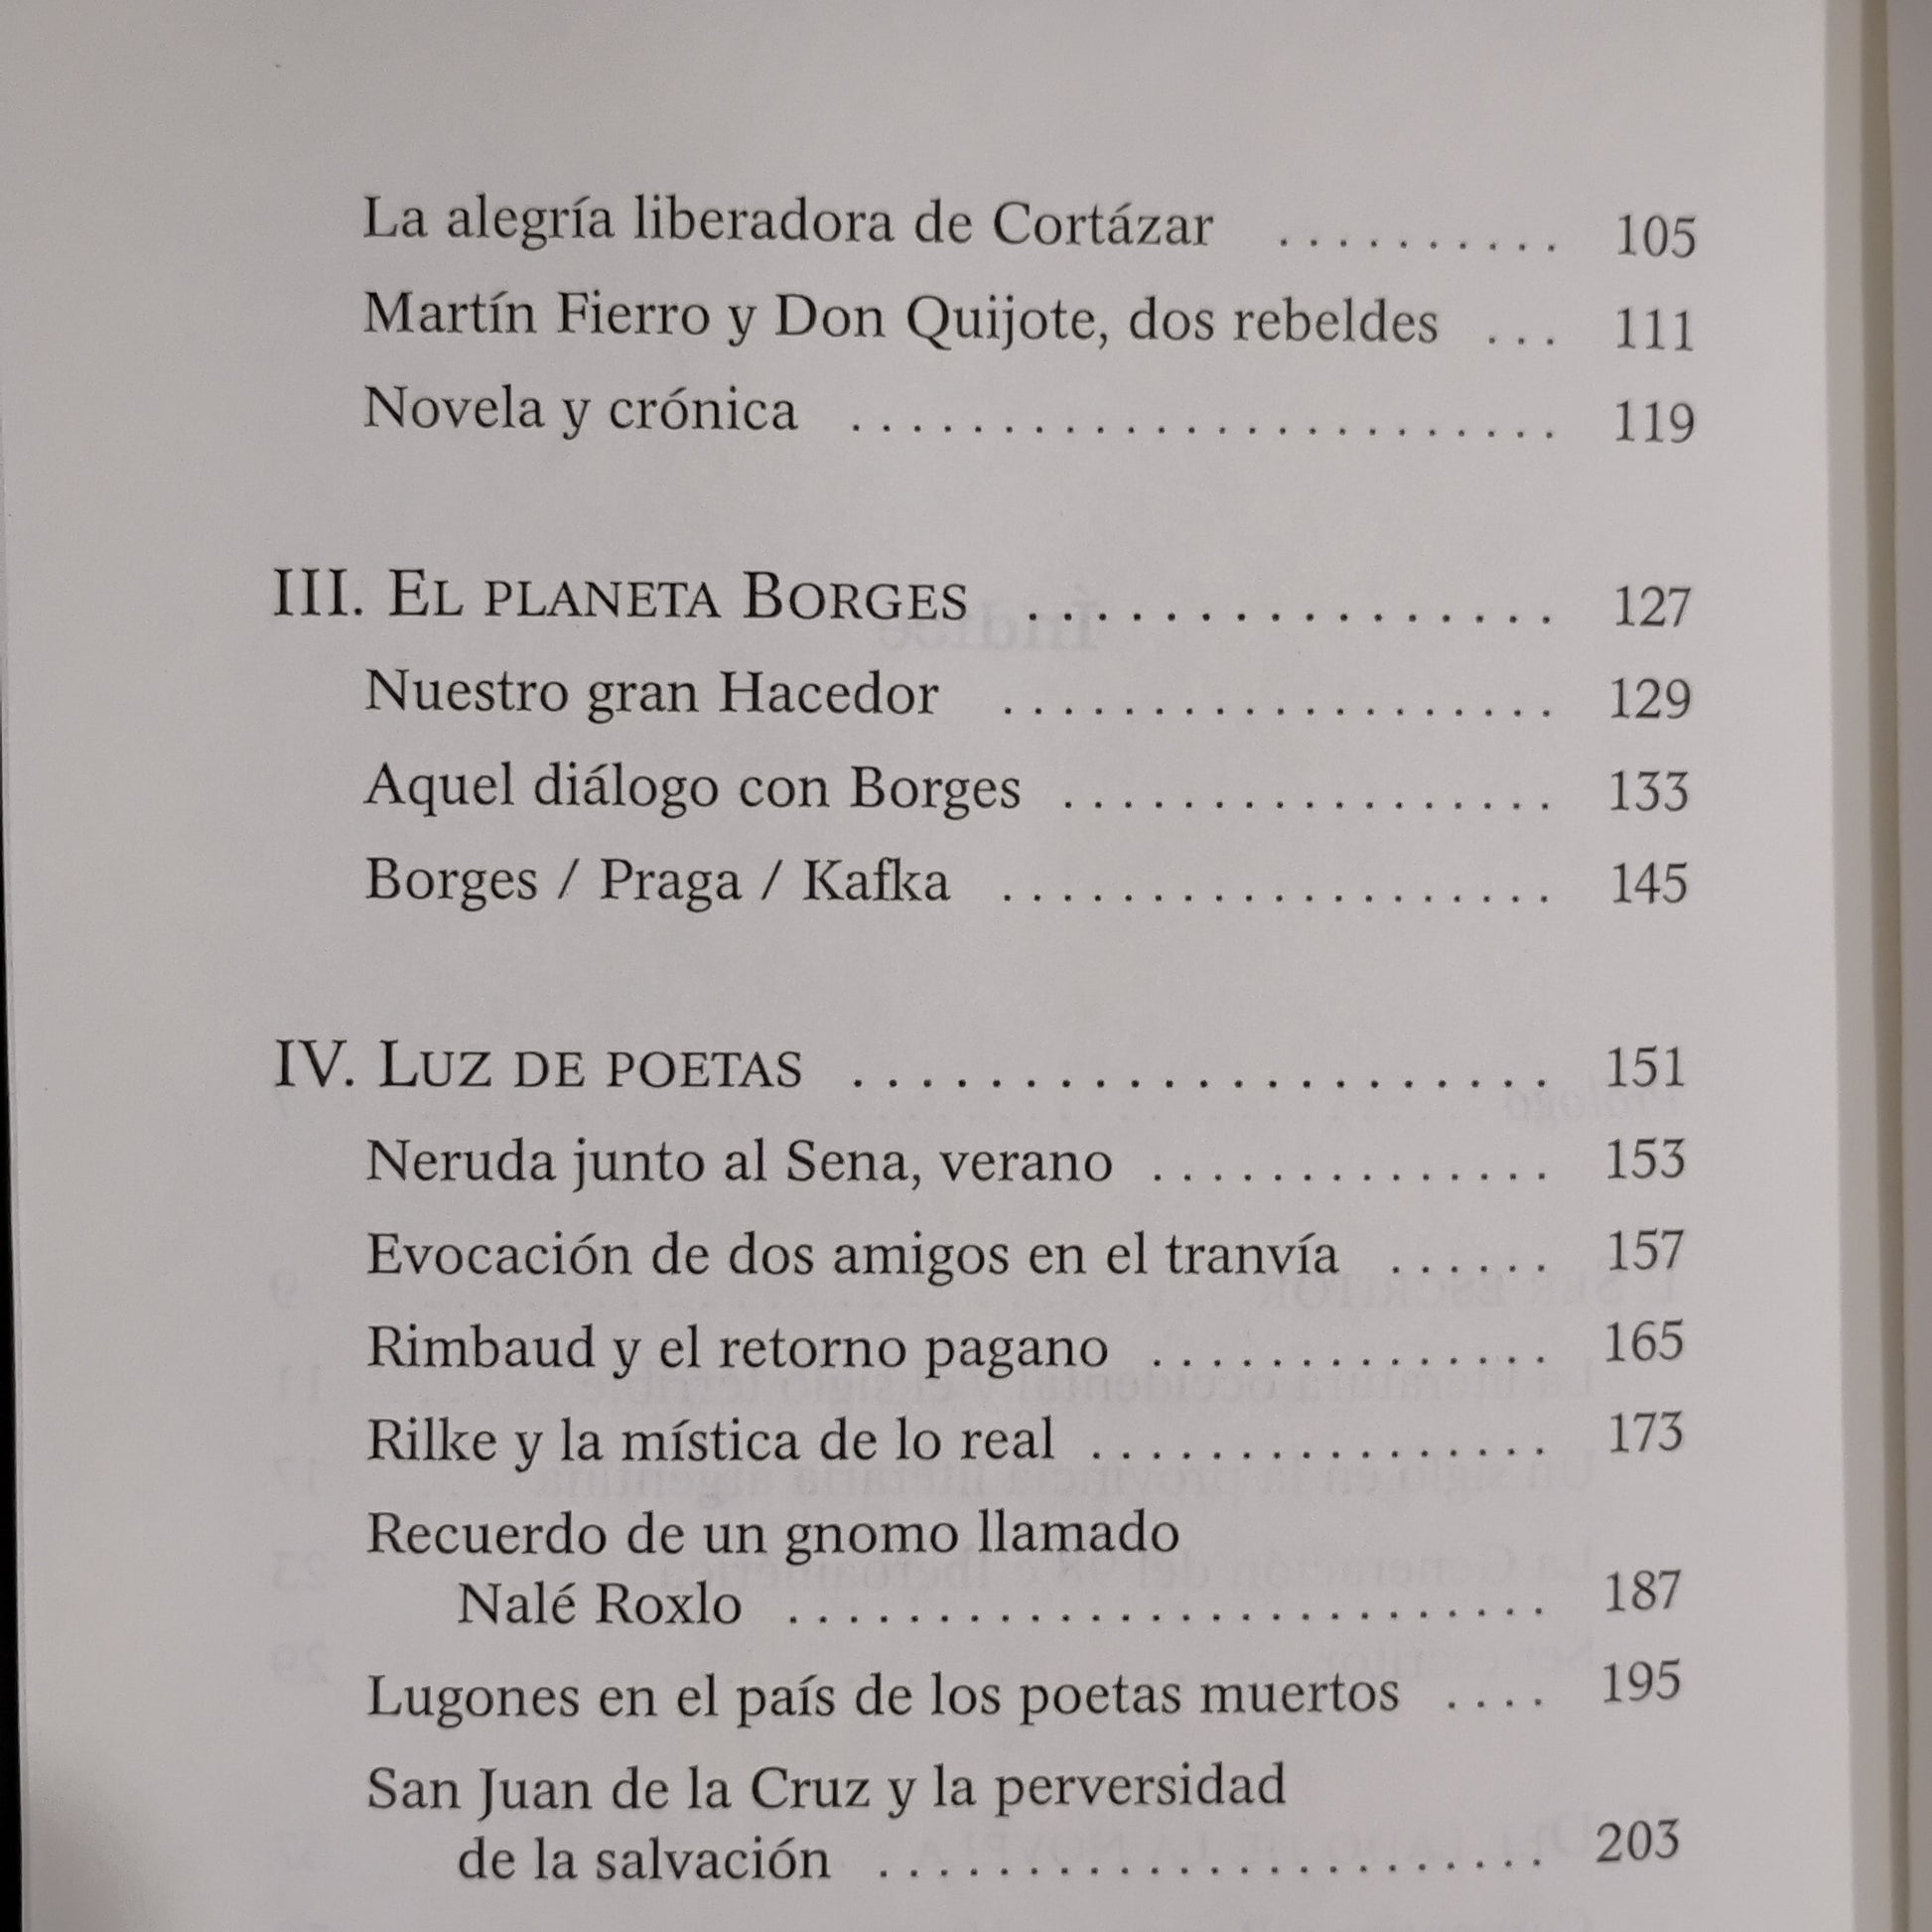 La alegría liberadora de Cortázar .......... 105
Martín Fierro y Don Quijote, dos rebeldes ... 111
Novela y crónica ........................ 119
III. EL PLANETA BORGES ................ 127
Nuestro gran Hacedor ................... 129
Aquel diálogo con Borges ................. 133
Borges / Praga / Kafka ................... 145
IV. LUZ DE POETAS ..................... 151
Neruda junto al Sena, verano .............. 153
Evocación de dos amigos en el tranvía ...... 157
Rimbaud y el retorno pagano .............. 165
Rilke y la mística de lo real ................ 173
Recuerdo de un gnomo llamado
Nalé Roxlo .......................... 187
Lugones en el país de los poetas muertos .... 195
San Juan de la Cruz y la perversidad
de la salvación ....................... 203